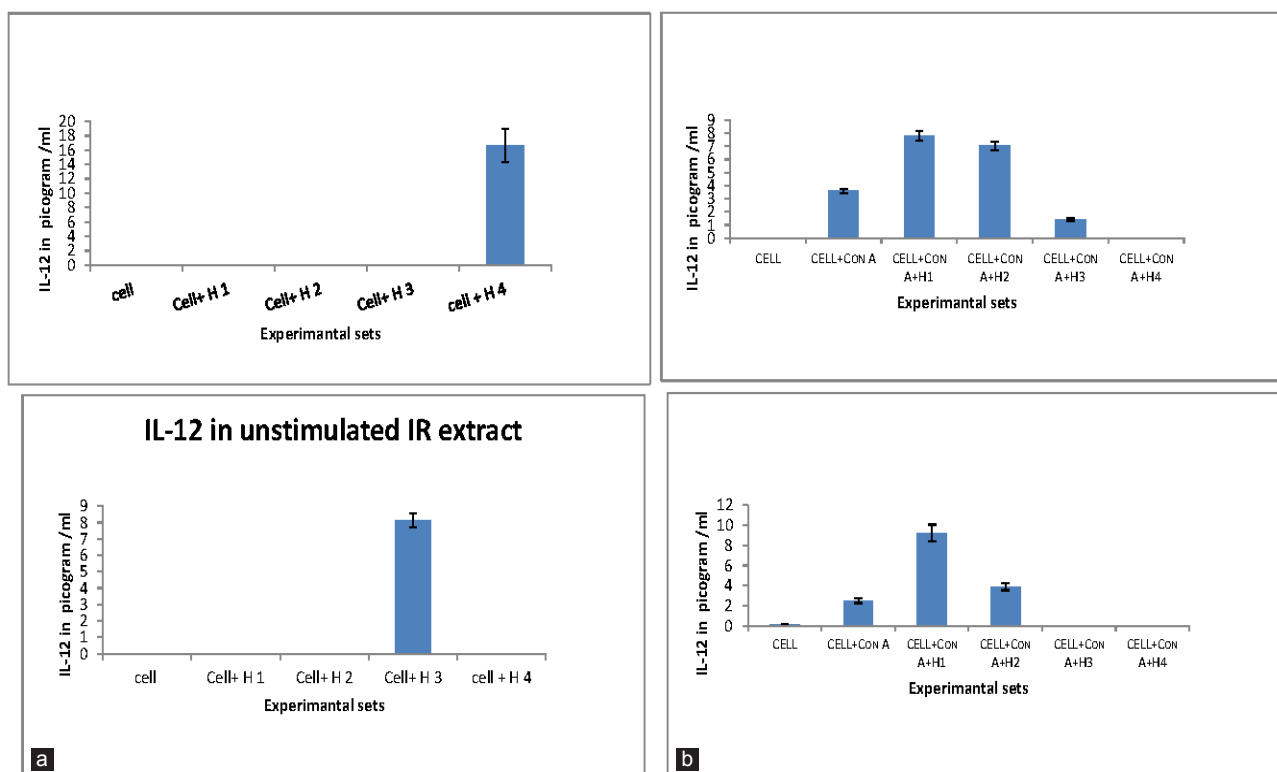 IL-12 in picogram /ml
20
18
16
14
12
10
8
6
4
2
0
cell
Cell+ H 1
Cell+ H 2
Cell+ H 3
cell + H 4
Experimantal sets
IL-12 in picogram /ml
9
8
7
6
5
4
3
2
1
0
CELL
CELL+CON A
CELL+CON
A+H1
CELL+CON
A+H2
CELL+CON
A+H3
CELL+CON
A+H4
Experimantal sets
IL-12 in unstimulated IR extract
IL-12 in picogram /ml
9
8
7
6
5
4
3
2
1
0
cell
Cell+ H 1
Cell+ H 2
Cell+ H 3
cell + H 4
Experimantal sets
a
IL-12 in picogram /ml
12
10
8
6
4
2
0
CELL
CELL+CON A
CELL+CON
A+H1
CELL+CON
A+H2
CELL+CON
A+H3
CELL+CON
A+H4
Experimantal sets
b